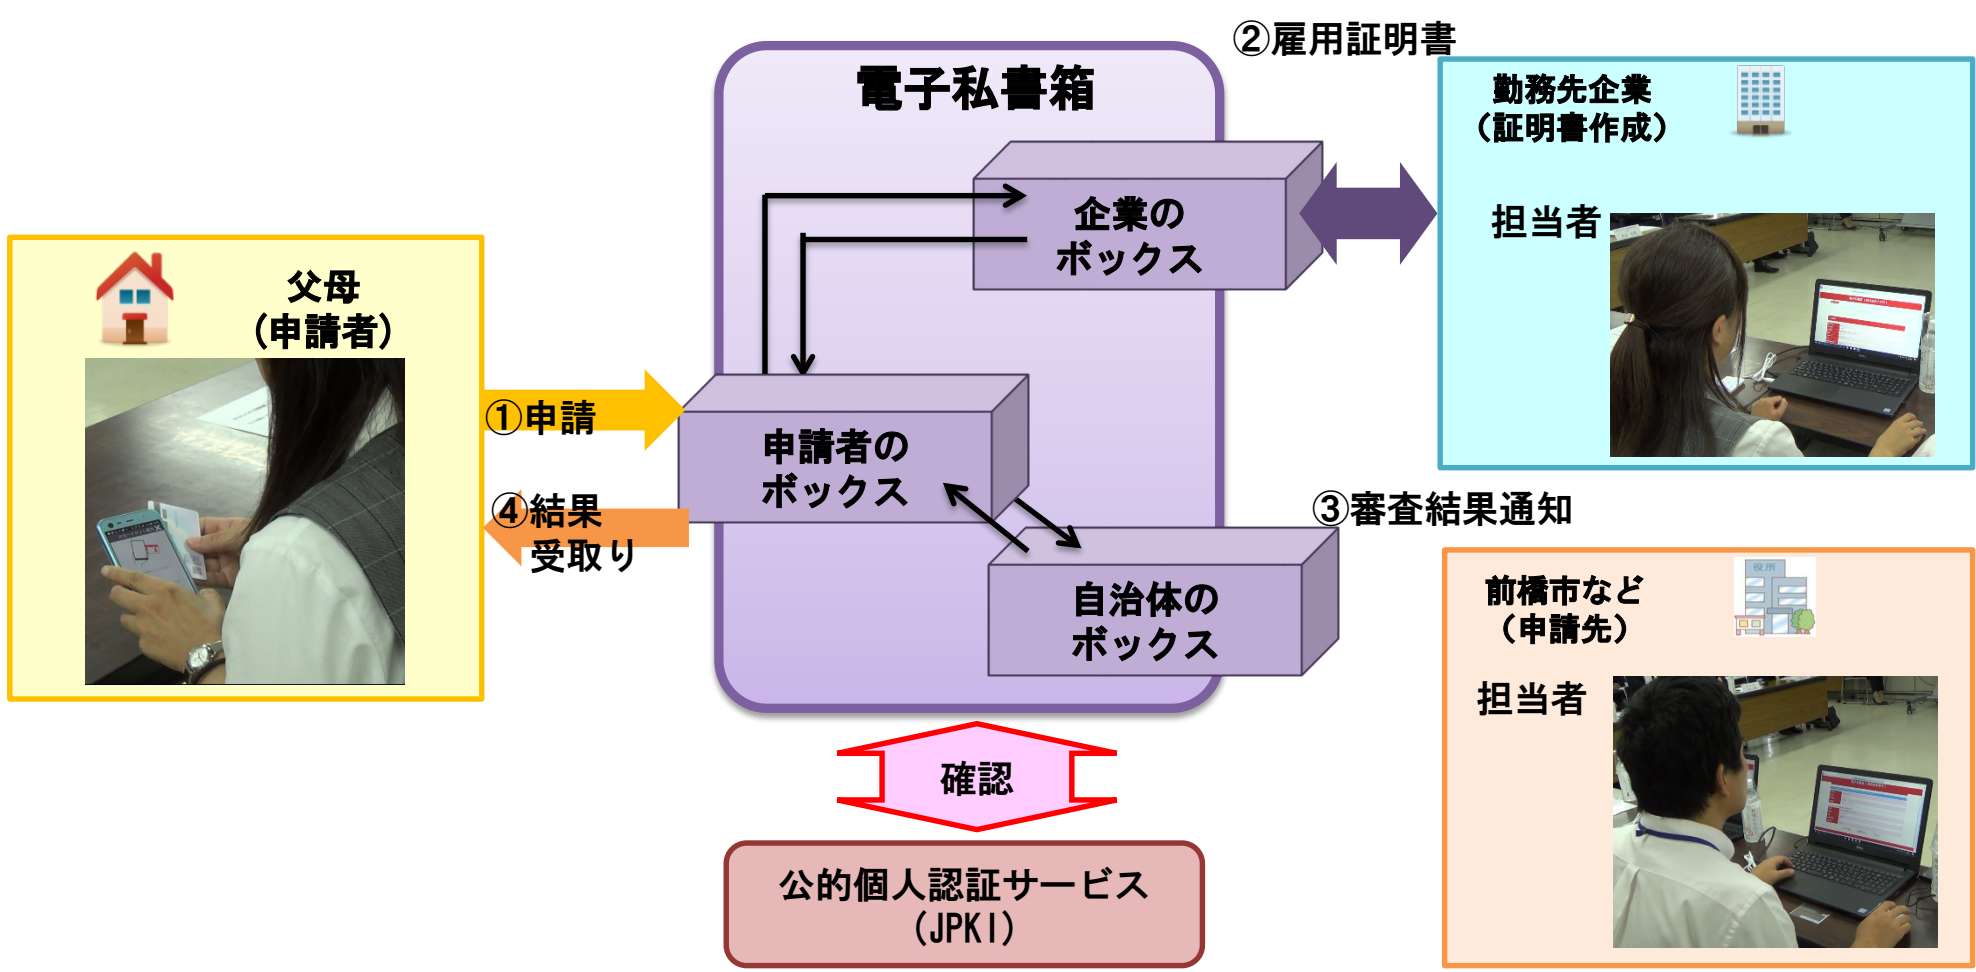 電子私書箱
②雇用証明書
勤務先企業
（証明書作成）
担当者
企業の
ボックス
父母
（申請者）
①申請
申請者の
ボックス
④結果
受取り
③審査結果通知
自治体の
ボックス
前橋市など
（申請先）
役所
担当者
確認
公的個人認証サービス
（JPKI）